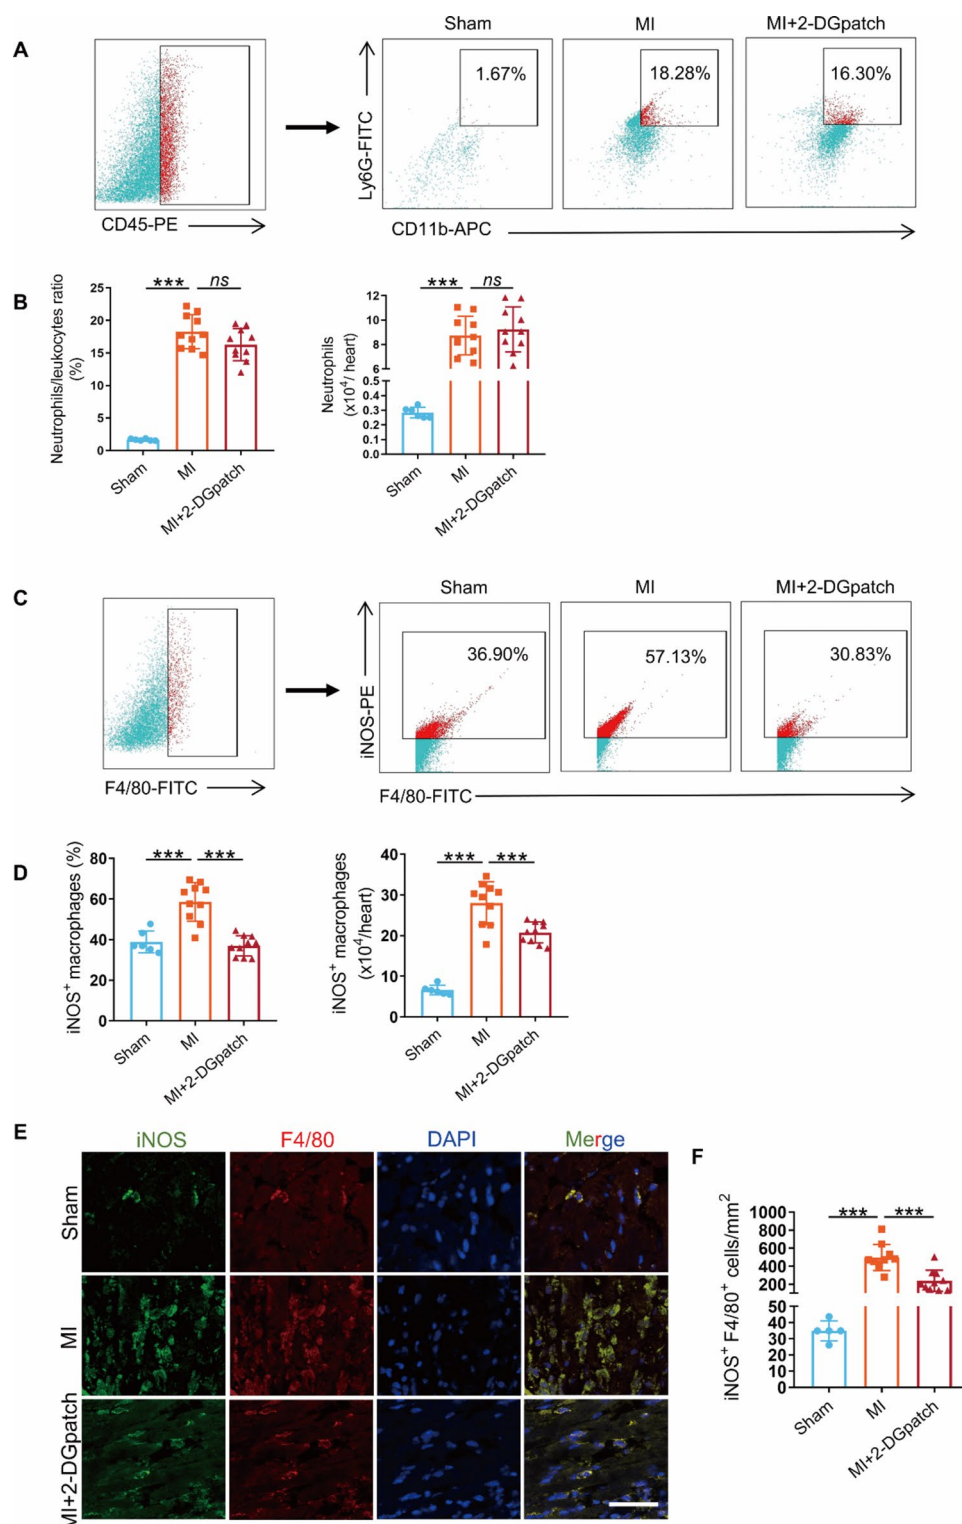 A
Sham
MI
MI+2-DGpatch
1.67%
18.28%
16.30%
Ly6G-FITC
CD45-PE
CD11b-APC
B
Neutrophils/leukocytes ratio
(%)
***
ns
25
20
15
10
5
0
Sham
MI
MI+2-DGpatch
Neutrophils
(x10⁴/ heart)
***
ns
12
10
8
6
0.5
0.4
0.3
0.2
0.1
0.0
Sham
MI
MI+2-DGpatch
C
Sham
MI
MI+2-DGpatch
36.90%
57.13%
30.83%
iNOS-PE
F4/80-FITC
F4/80-FITC
D
iNOS⁺ macrophages (%)
***
***
80
60
40
20
0
Sham
MI
MI+2-DGpatch
iNOS⁺ macrophages
(x10⁴/heart)
***
***
40
30
20
10
0
Sham
MI
MI+2-DGpatch
E
iNOS
F4/80
DAPI
Merge
Sham
MI
MI+2-DGpatch
F
iNOS⁺ F4/80⁺ cells/mm²
***
***
1000
800
600
400
200
50
40
30
20
10
0
Sham
MI
MI+2-DGpatch